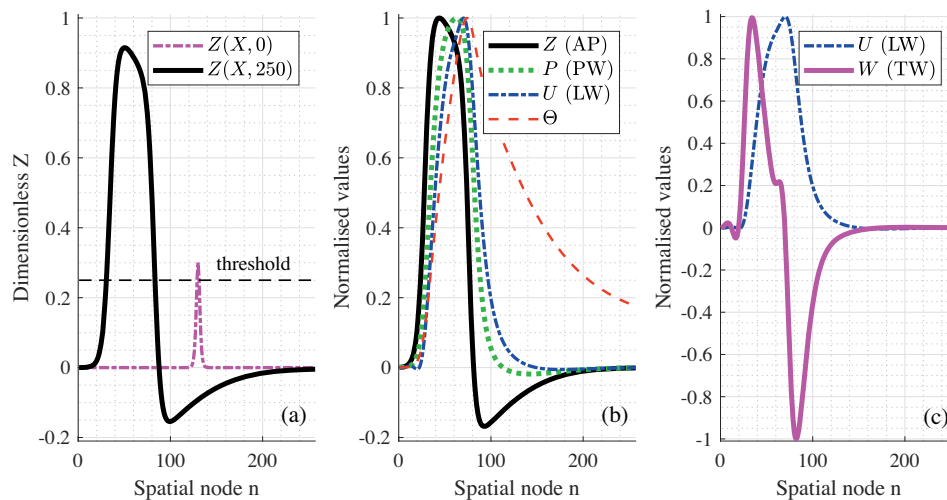 Dimensionless Z
1
0.8
0.6
0.4
0.2
0
-0.2
0
100
200
Spatial node n
Z(X, 0)
Z(X, 250)
threshold
(a)
Normalised values
1
0.8
0.6
0.4
0.2
0
-0.2
0
100
200
Spatial node n
Z (AP)
P (PW)
U (LW)
Θ
(b)
Normalised values
1
0.8
0.6
0.4
0.2
0
-0.2
-0.4
-0.6
-0.8
-1
0
100
200
Spatial node n
U (LW)
W (TW)
(c)